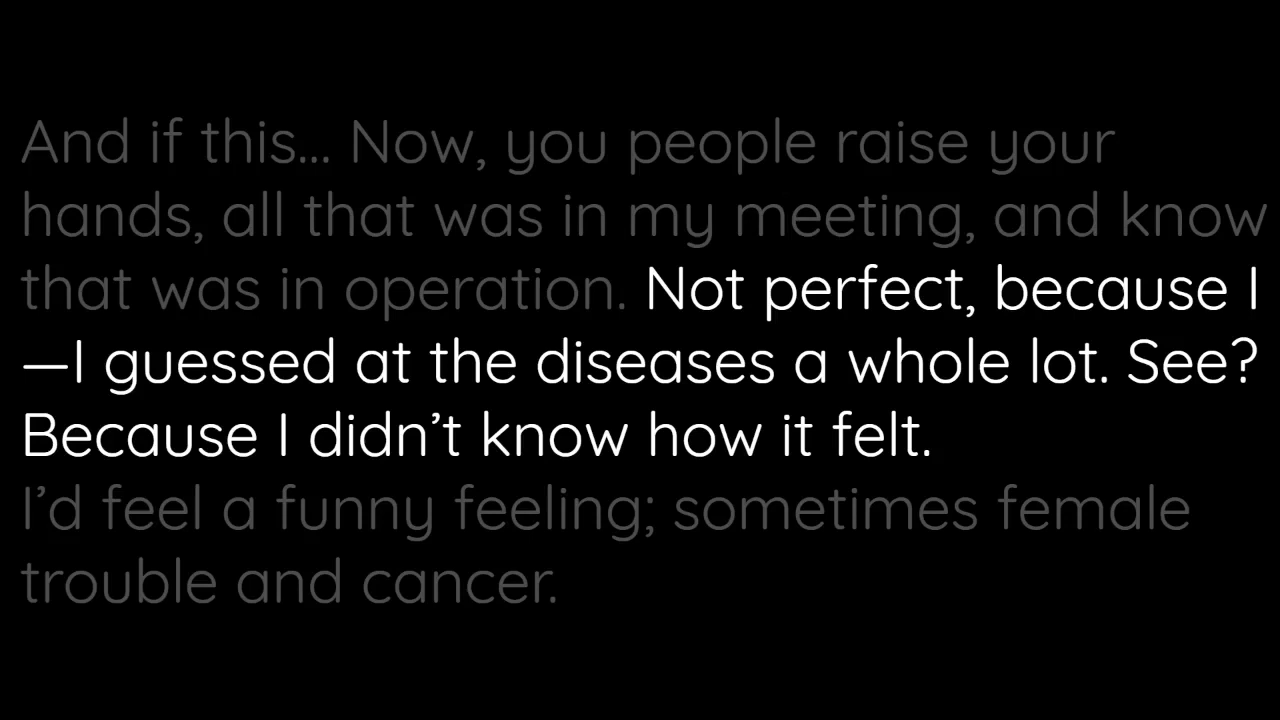 And if this... Now, you people raise your
hands, all that was in my meeting, and know
that was in operation. Not perfect, because I
—I guessed at the diseases a whole lot. See?
Because I didn’t know how it felt.
I’d feel a funny feeling; sometimes female
trouble and cancer.